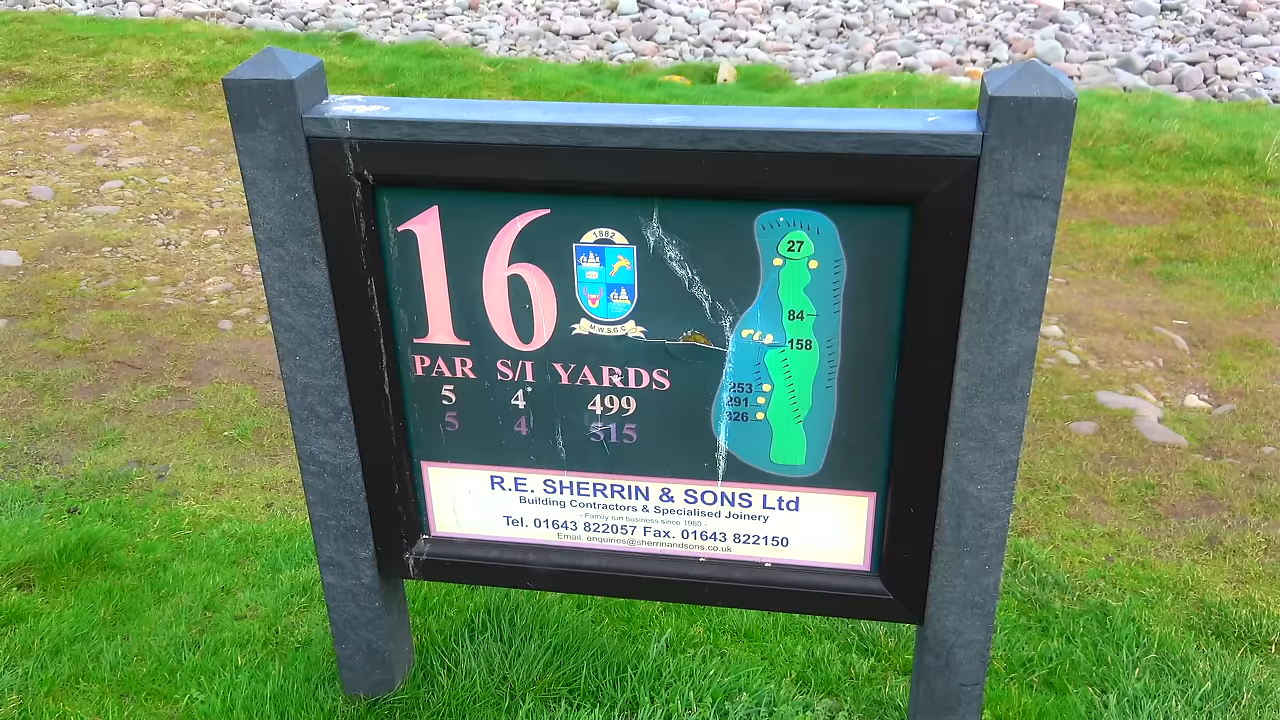 16
1882
M.W.S.G.C
PAR S/I YARDS
5 4 499
5 4 515
27
84
158
253
291
326
R.E. SHERRIN & SONS Ltd
Building Contractors & Specialised Joinery
- Family run business since 1980 -
Tel. 01643 822057 Fax. 01643 822150
Email. enquiries@sherrinandsons.co.uk